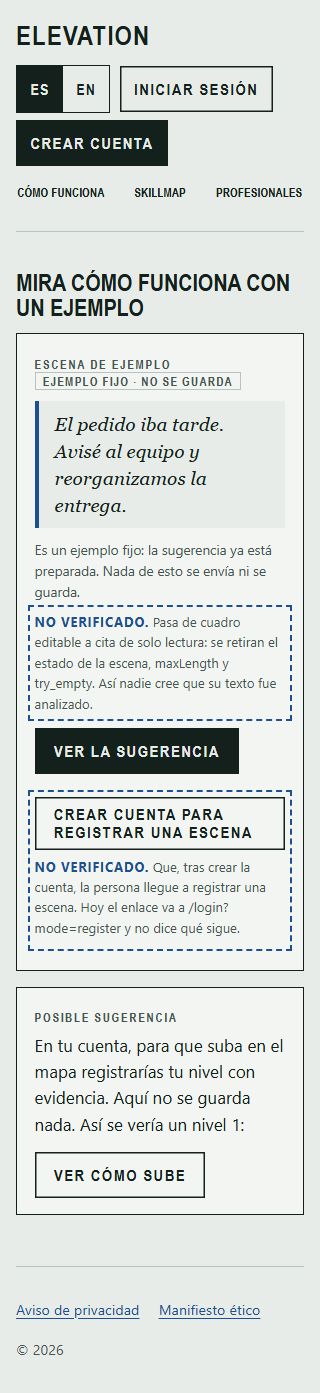 ELEVATION
ES EN INICIAR SESIÓN
CREAR CUENTA
CÓMO FUNCIONA SKILLMAP PROFESIONALES
MIRA CÓMO FUNCIONA CON
UN EJEMPLO
ESCENA DE EJEMPLO
EJEMPLO FIJO · NO SE GUARDA
El pedido iba tarde.
Avisé al equipo y
reorganizamos la
entrega.
Es un ejemplo fijo: la sugerencia ya está
preparada. Nada de esto se envía ni se
guarda.
NO VERIFICADO. Pasa de cuadro
editable a cita de solo lectura: se retiran el
estado de la escena, maxLength y
try_empty. Así nadie cree que su texto fue
analizado.
VER LA SUGERENCIA
CREAR CUENTA PARA
REGISTRAR UNA ESCENA
NO VERIFICADO. Que, tras crear la
cuenta, la persona llegue a registrar una
escena. Hoy el enlace va a /login?
mode=register y no dice qué sigue.
POSIBLE SUGERENCIA
En tu cuenta, para que suba en el
mapa registrarías tu nivel con
evidencia. Aquí no se guarda
nada. Así se vería un nivel 1:
VER CÓMO SUBE
Aviso de privacidad Manifiesto ético
© 2026